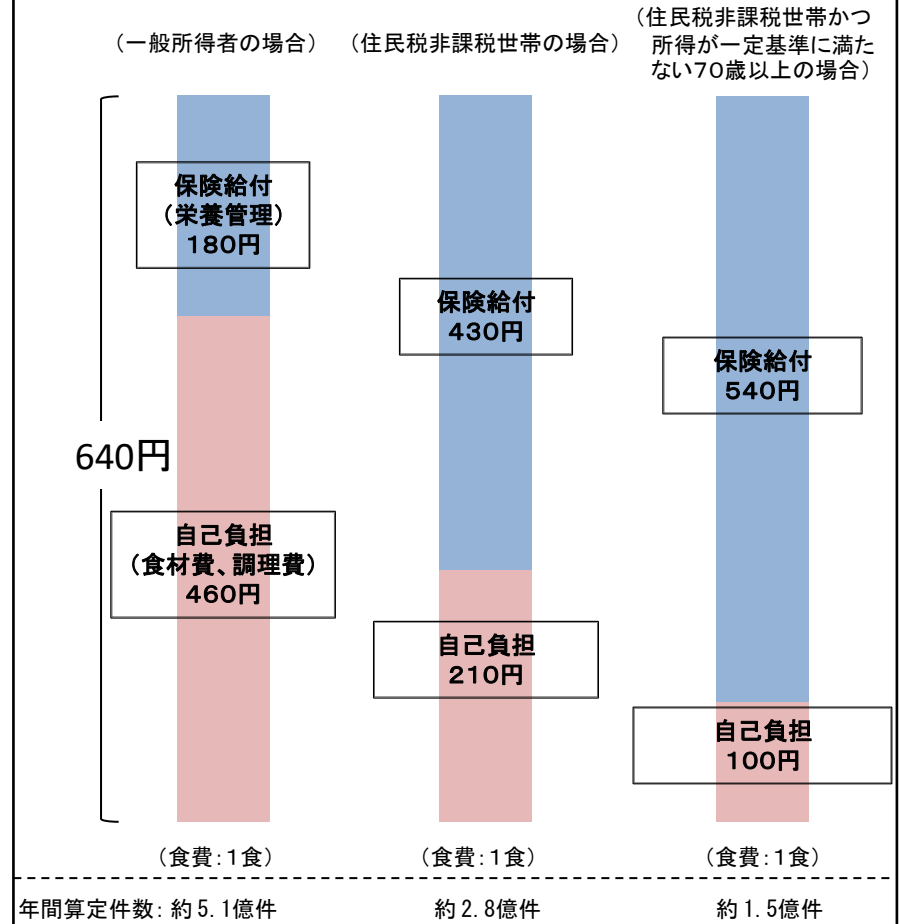 （一般所得者の場合）
（住民税非課税世帯の場合）
（住民税非課税世帯かつ
所得が一定基準に満た
ない７０歳以上の場合）
640円
保険給付
（栄養管理）
１８０円
自己負担
（食材費、調理費）
４６０円
保険給付
４３０円
自己負担
２１０円
保険給付
５４０円
自己負担
１００円
（食費：１食）
（食費：１食）
（食費：１食）
年間算定件数：約5.1億件
約2.8億件
約1.5億件